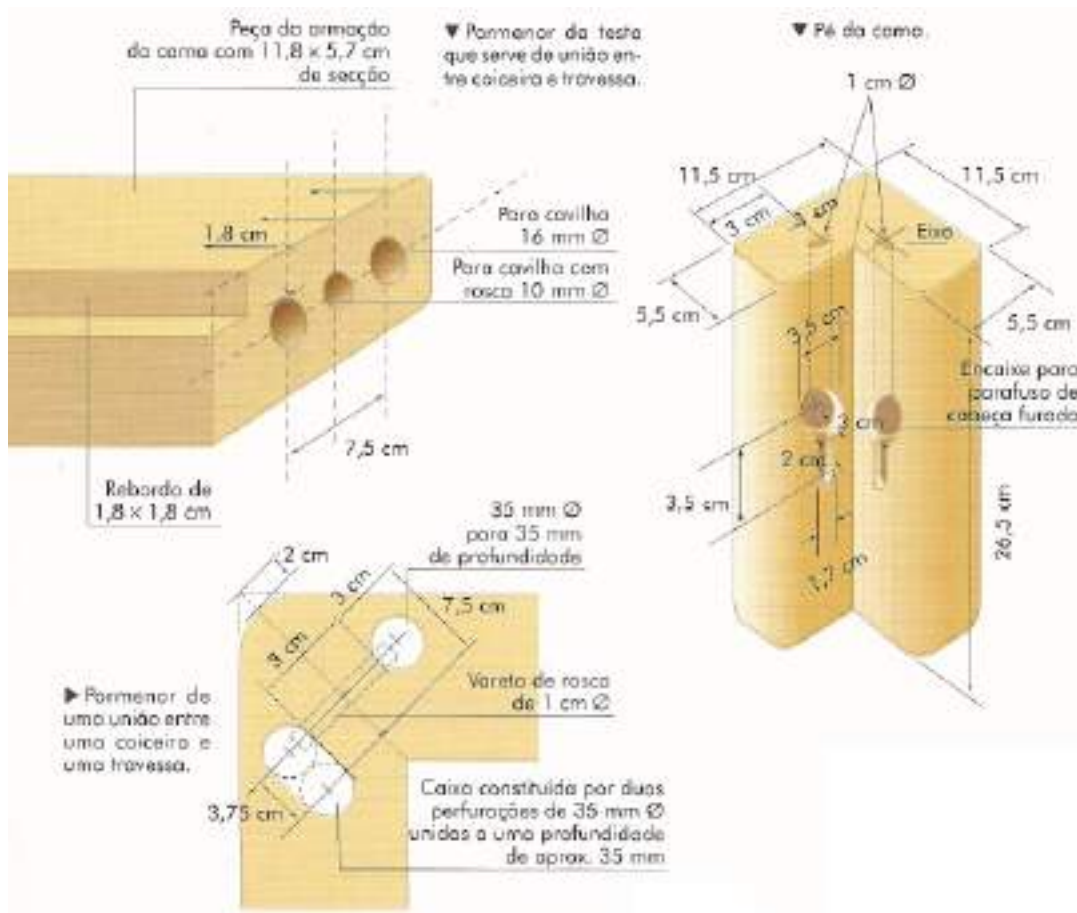 Peça da armação
da cama com 11,8 × 5,7 cm
de secção
▼ Pormenor da testa
que serve de união en-
tre coiceira e travessa.
▼ Pé da cama.
1 cm Ø
11,5 cm
11,5 cm
3 cm
3 cm
Eixo
5,5 cm
5,5 cm
1,8 cm
Para cavilha
16 mm Ø
Para cavilha com
rosca 10 mm Ø
7,5 cm
Rebordo de
1,8 × 1,8 cm
3,5 cm
Encaixe para
parafuso de
cabeça furada
3 cm
2 cm
3,5 cm
1,7 cm
26,5 cm
35 mm Ø
para 35 mm
de profundidade
2 cm
3 cm
7,5 cm
3 cm
Vareta de rosca
de 1 cm Ø
▶ Pormenor de
uma união entre
uma coiceira e
uma travessa.
3,75 cm
Caixa constituída por duas
perfurações de 35 mm Ø
unidas a uma profundidade
de aprox. 35 mm